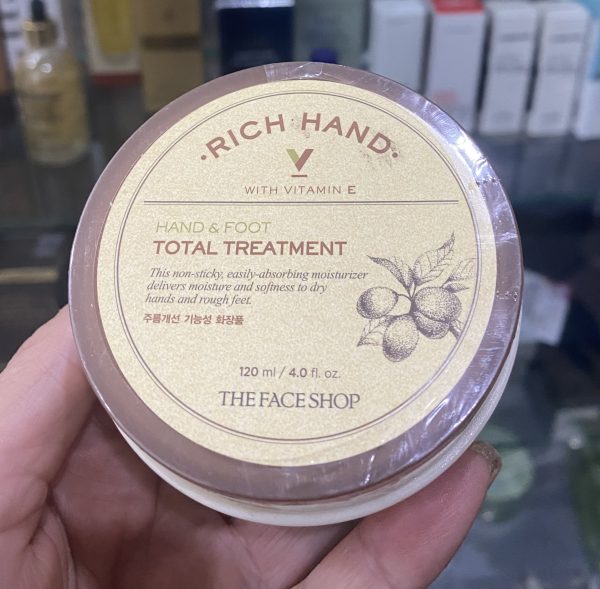 ·RICH HAND·
V
WITH VITAMIN E
HAND & FOOT
TOTAL TREATMENT
This non-sticky, easily-absorbing moisturizer
delivers moisture and softness to dry
hands and rough feet.
주름개선 기능성 화장품
120 ml / 4.0 fl. oz.
THE FACE SHOP